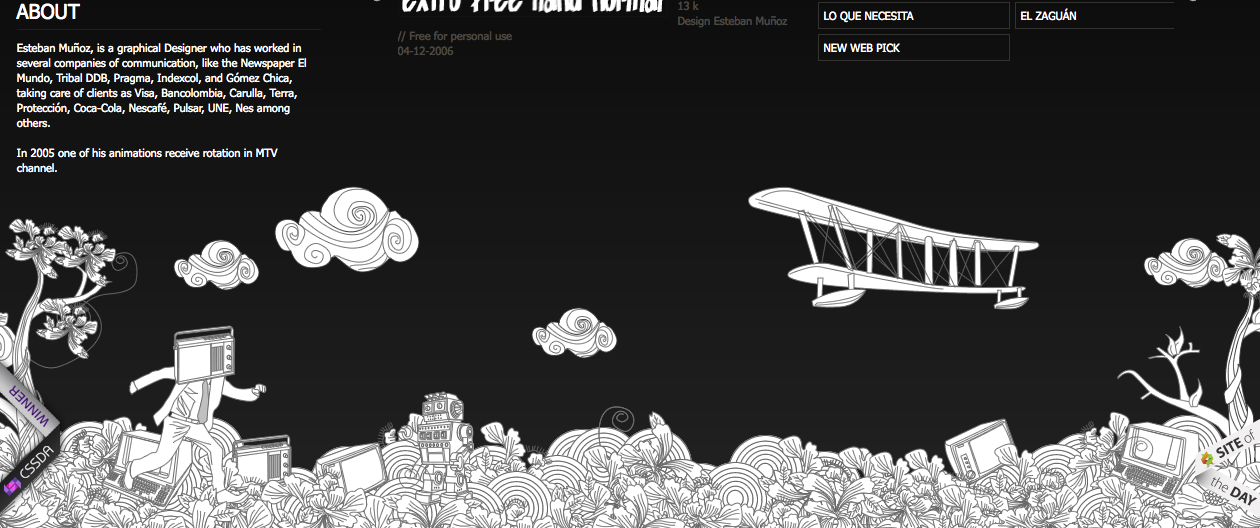 ABOUT
Esteban Muñoz, is a graphical Designer who has worked in
several companies of communication, like the Newspaper El
Mundo, Tribal DDB, Pragma, Indexcol, and Gómez Chica,
taking care of clients as Visa, Bancolombia, Carulla, Terra,
Protección, Coca-Cola, Nescafé, Pulsar, UNE, Nes among
others.
In 2005 one of his animations receive rotation in MTV
channel.
extro free hand normal
// Free for personal use
04-12-2006
13 k
Design Esteban Muñoz
LO QUE NECESITA
EL ZAGUÁN
NEW WEB PICK
WINNER
CSSDA
SITE
the DAY